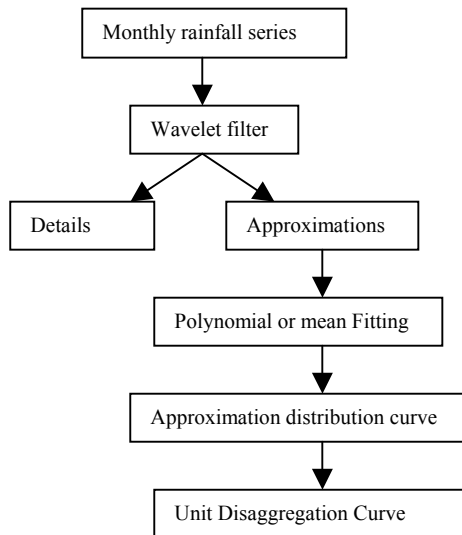 Monthly rainfall series
Wavelet filter
Details
Approximations
Polynomial or mean Fitting
Approximation distribution curve
Unit Disaggregation Curve